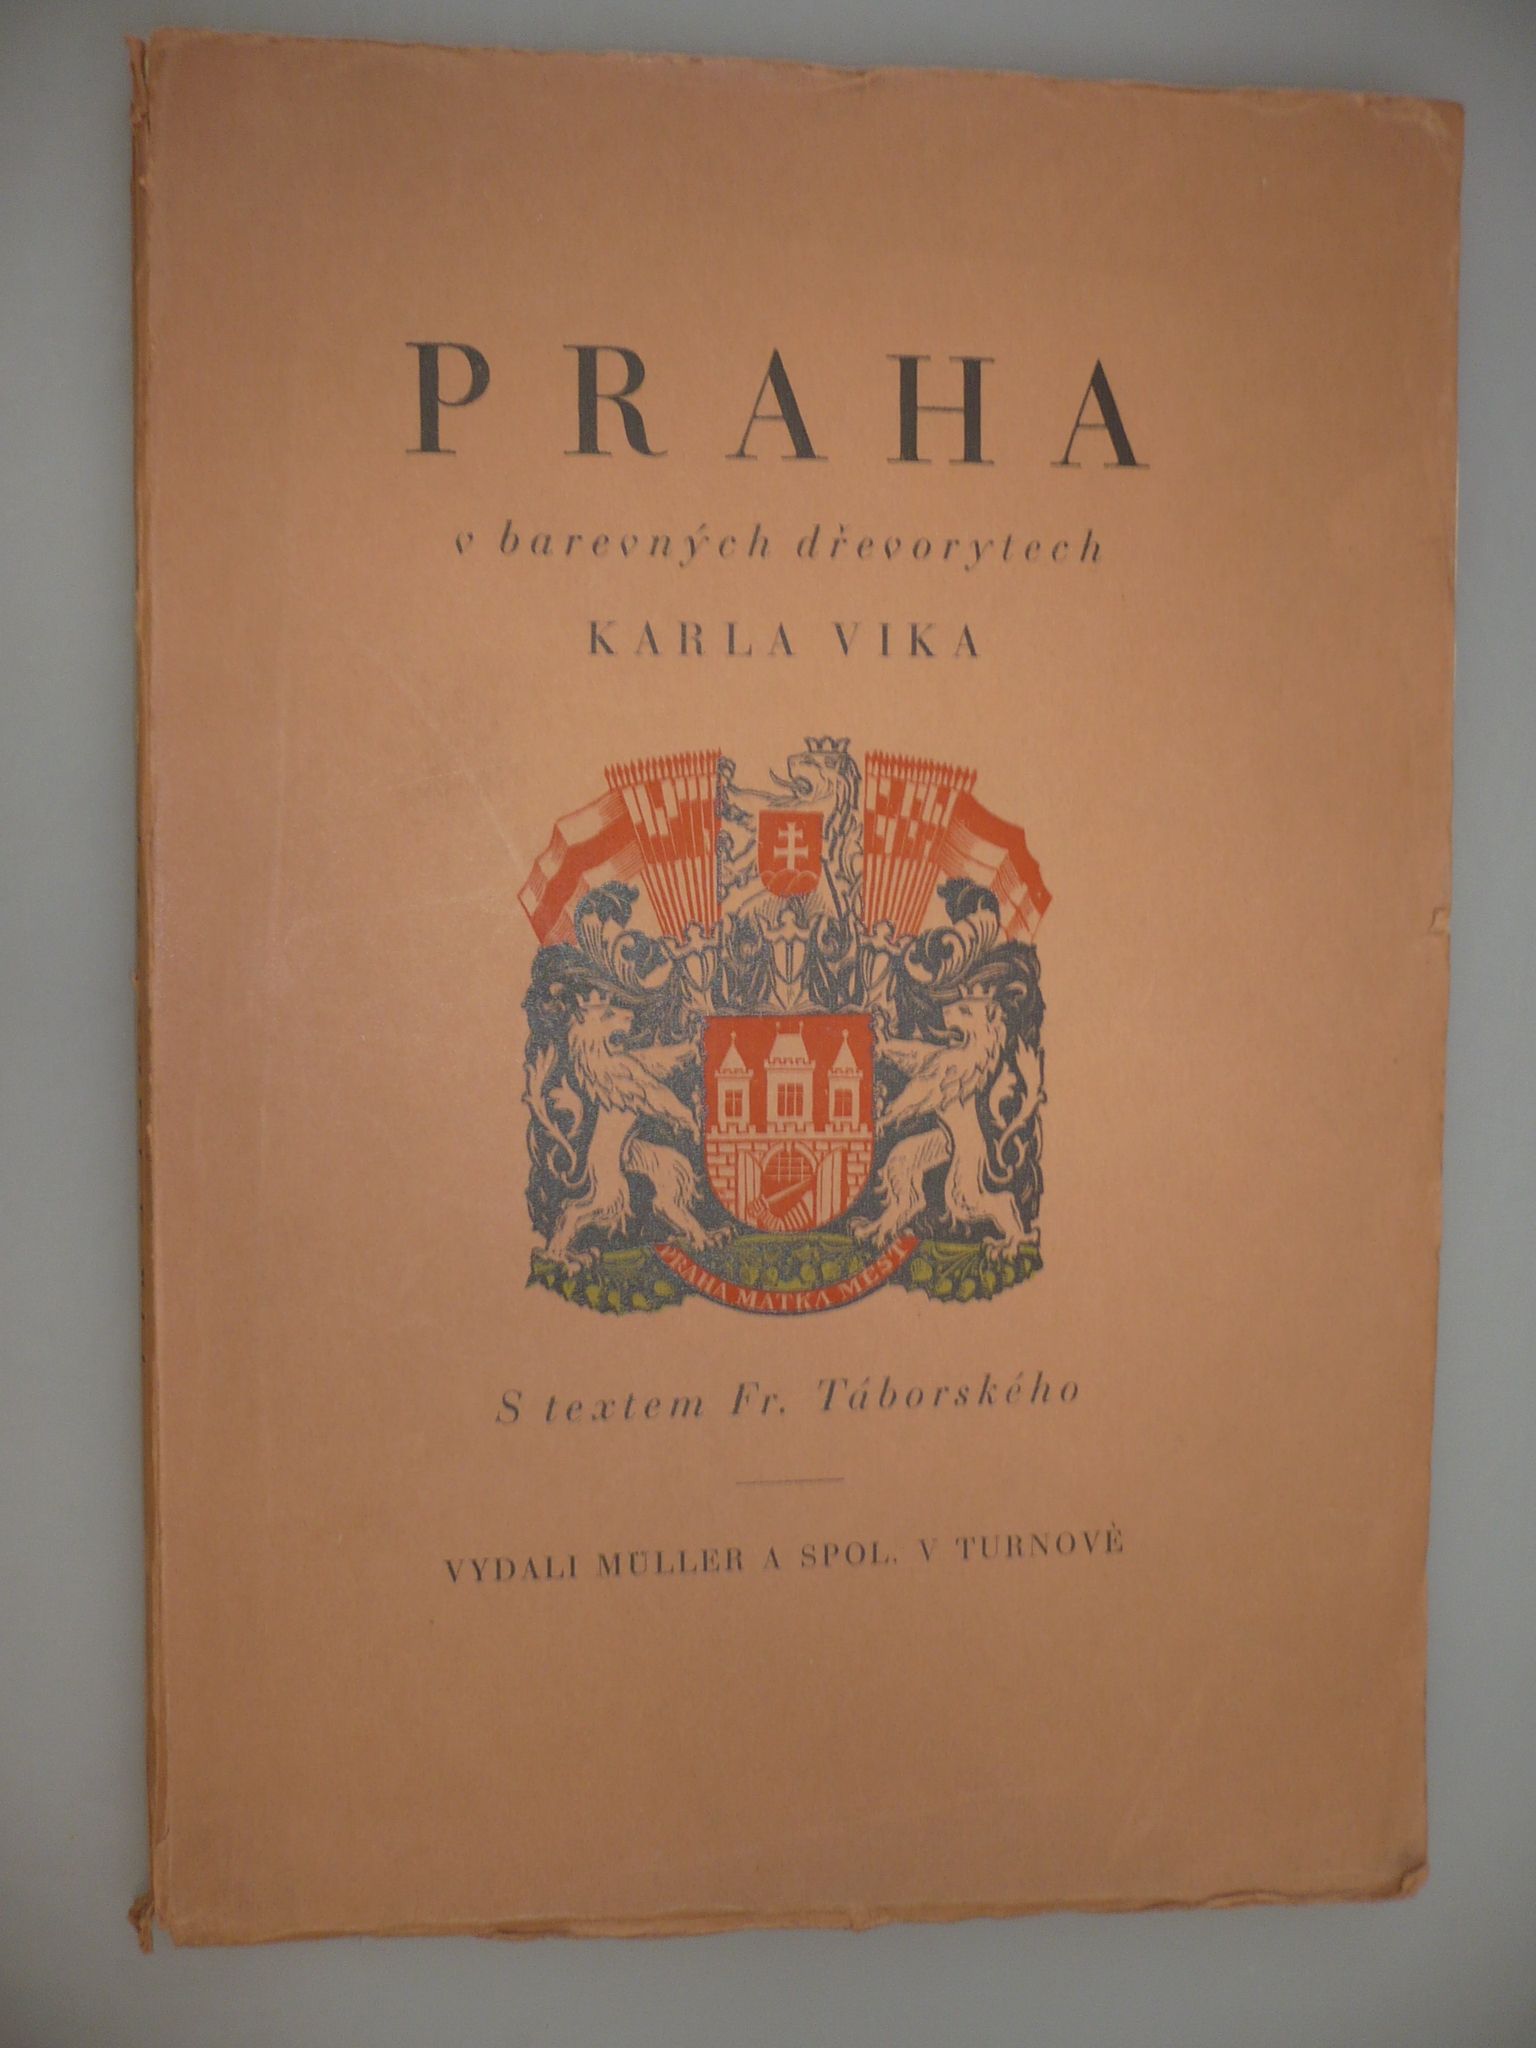 PRAHA
v barevných dřevorytech
KARLA VIKA
PRAHA MATKA MĚST
S textem Fr. Táborského
VYDALI MÜLLER A SPOL. V TURNOVĚ